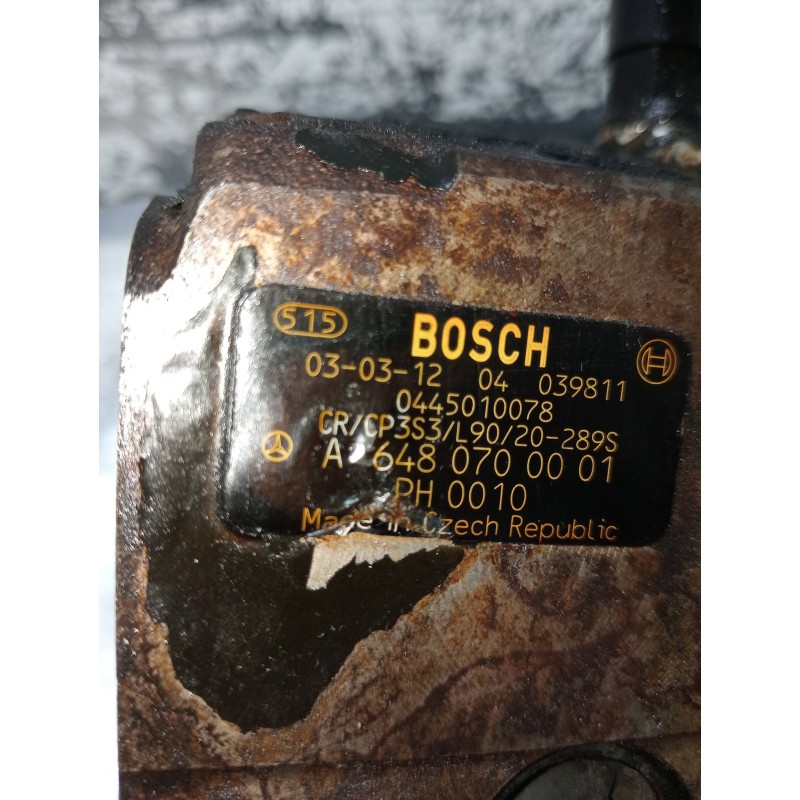 515
BOSCH
03-03-12 04 039811
0445010078
CR/CP3S3/L90/20-289S
A 648 070 00 01
PH 0010
Made in Czech Republic